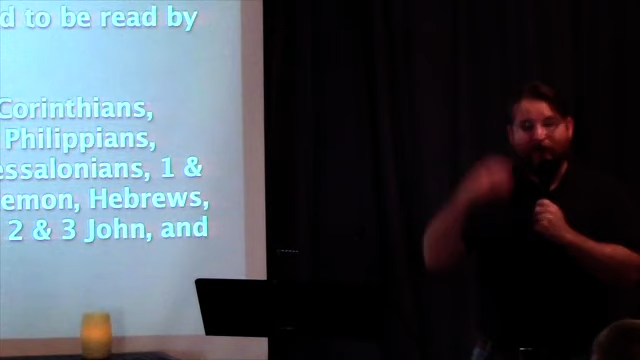 d to be read by
Corinthians,
Philippians,
essalonians, 1 &
emon, Hebrews,
2 & 3 John, and